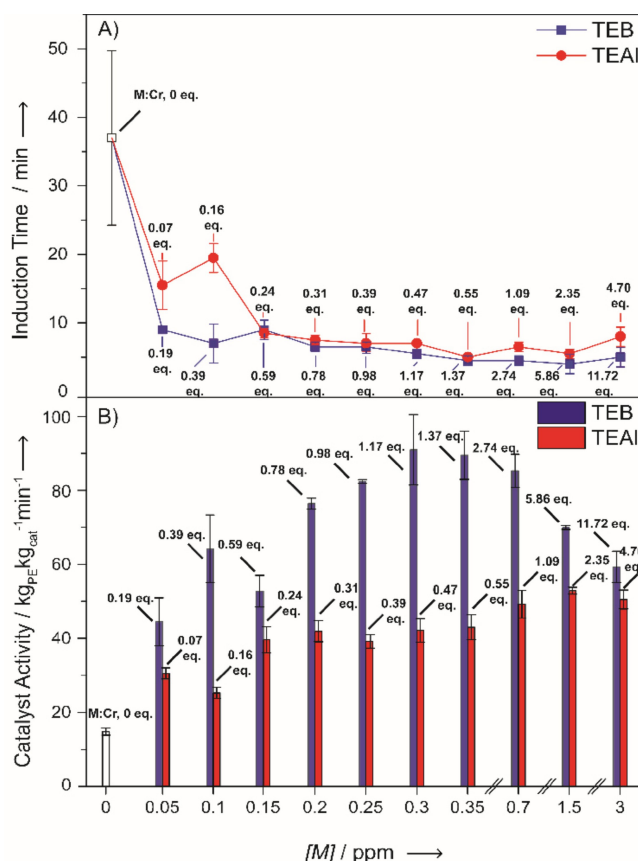 A)
TEB
TEAl
Induction Time / min ⟶
50
40
30
20
10
0
M:Cr, 0 eq.
0.07
eq.
0.16
eq.
0.24
eq.
0.31
eq.
0.39
eq.
0.47
eq.
0.55
eq.
1.09
eq.
2.35
eq.
4.70
eq.
0.19
eq.
0.39
eq.
0.59
eq.
0.78
eq.
0.98
eq.
1.17
eq.
1.37
eq.
2.74
eq.
5.86
eq.
11.72
eq.
B)
TEB
TEAl
Catalyst Activity / kgPEkgcat⁻¹min⁻¹ ⟶
100
80
60
40
20
0
M:Cr, 0 eq.
0.19 eq.
0.07
eq.
0.39 eq.
0.16
eq.
0.59 eq.
0.24
eq.
0.78 eq.
0.31
eq.
0.98 eq.
0.39
eq.
1.17 eq.
0.47
eq.
1.37 eq.
0.55
eq.
2.74 eq.
1.09
eq.
5.86 eq.
2.35
eq.
11.72 eq.
eq.
0
0.05
0.1
0.15
0.2
0.25
0.3
0.35
0.7
1.5
3
[M] / ppm ⟶